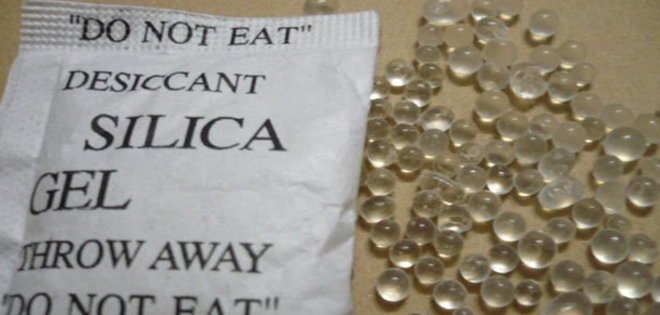 "DO NOT EAT"
DESICCANT
SILICA
GEL
THROW AWAY
"DO NOT EAT"